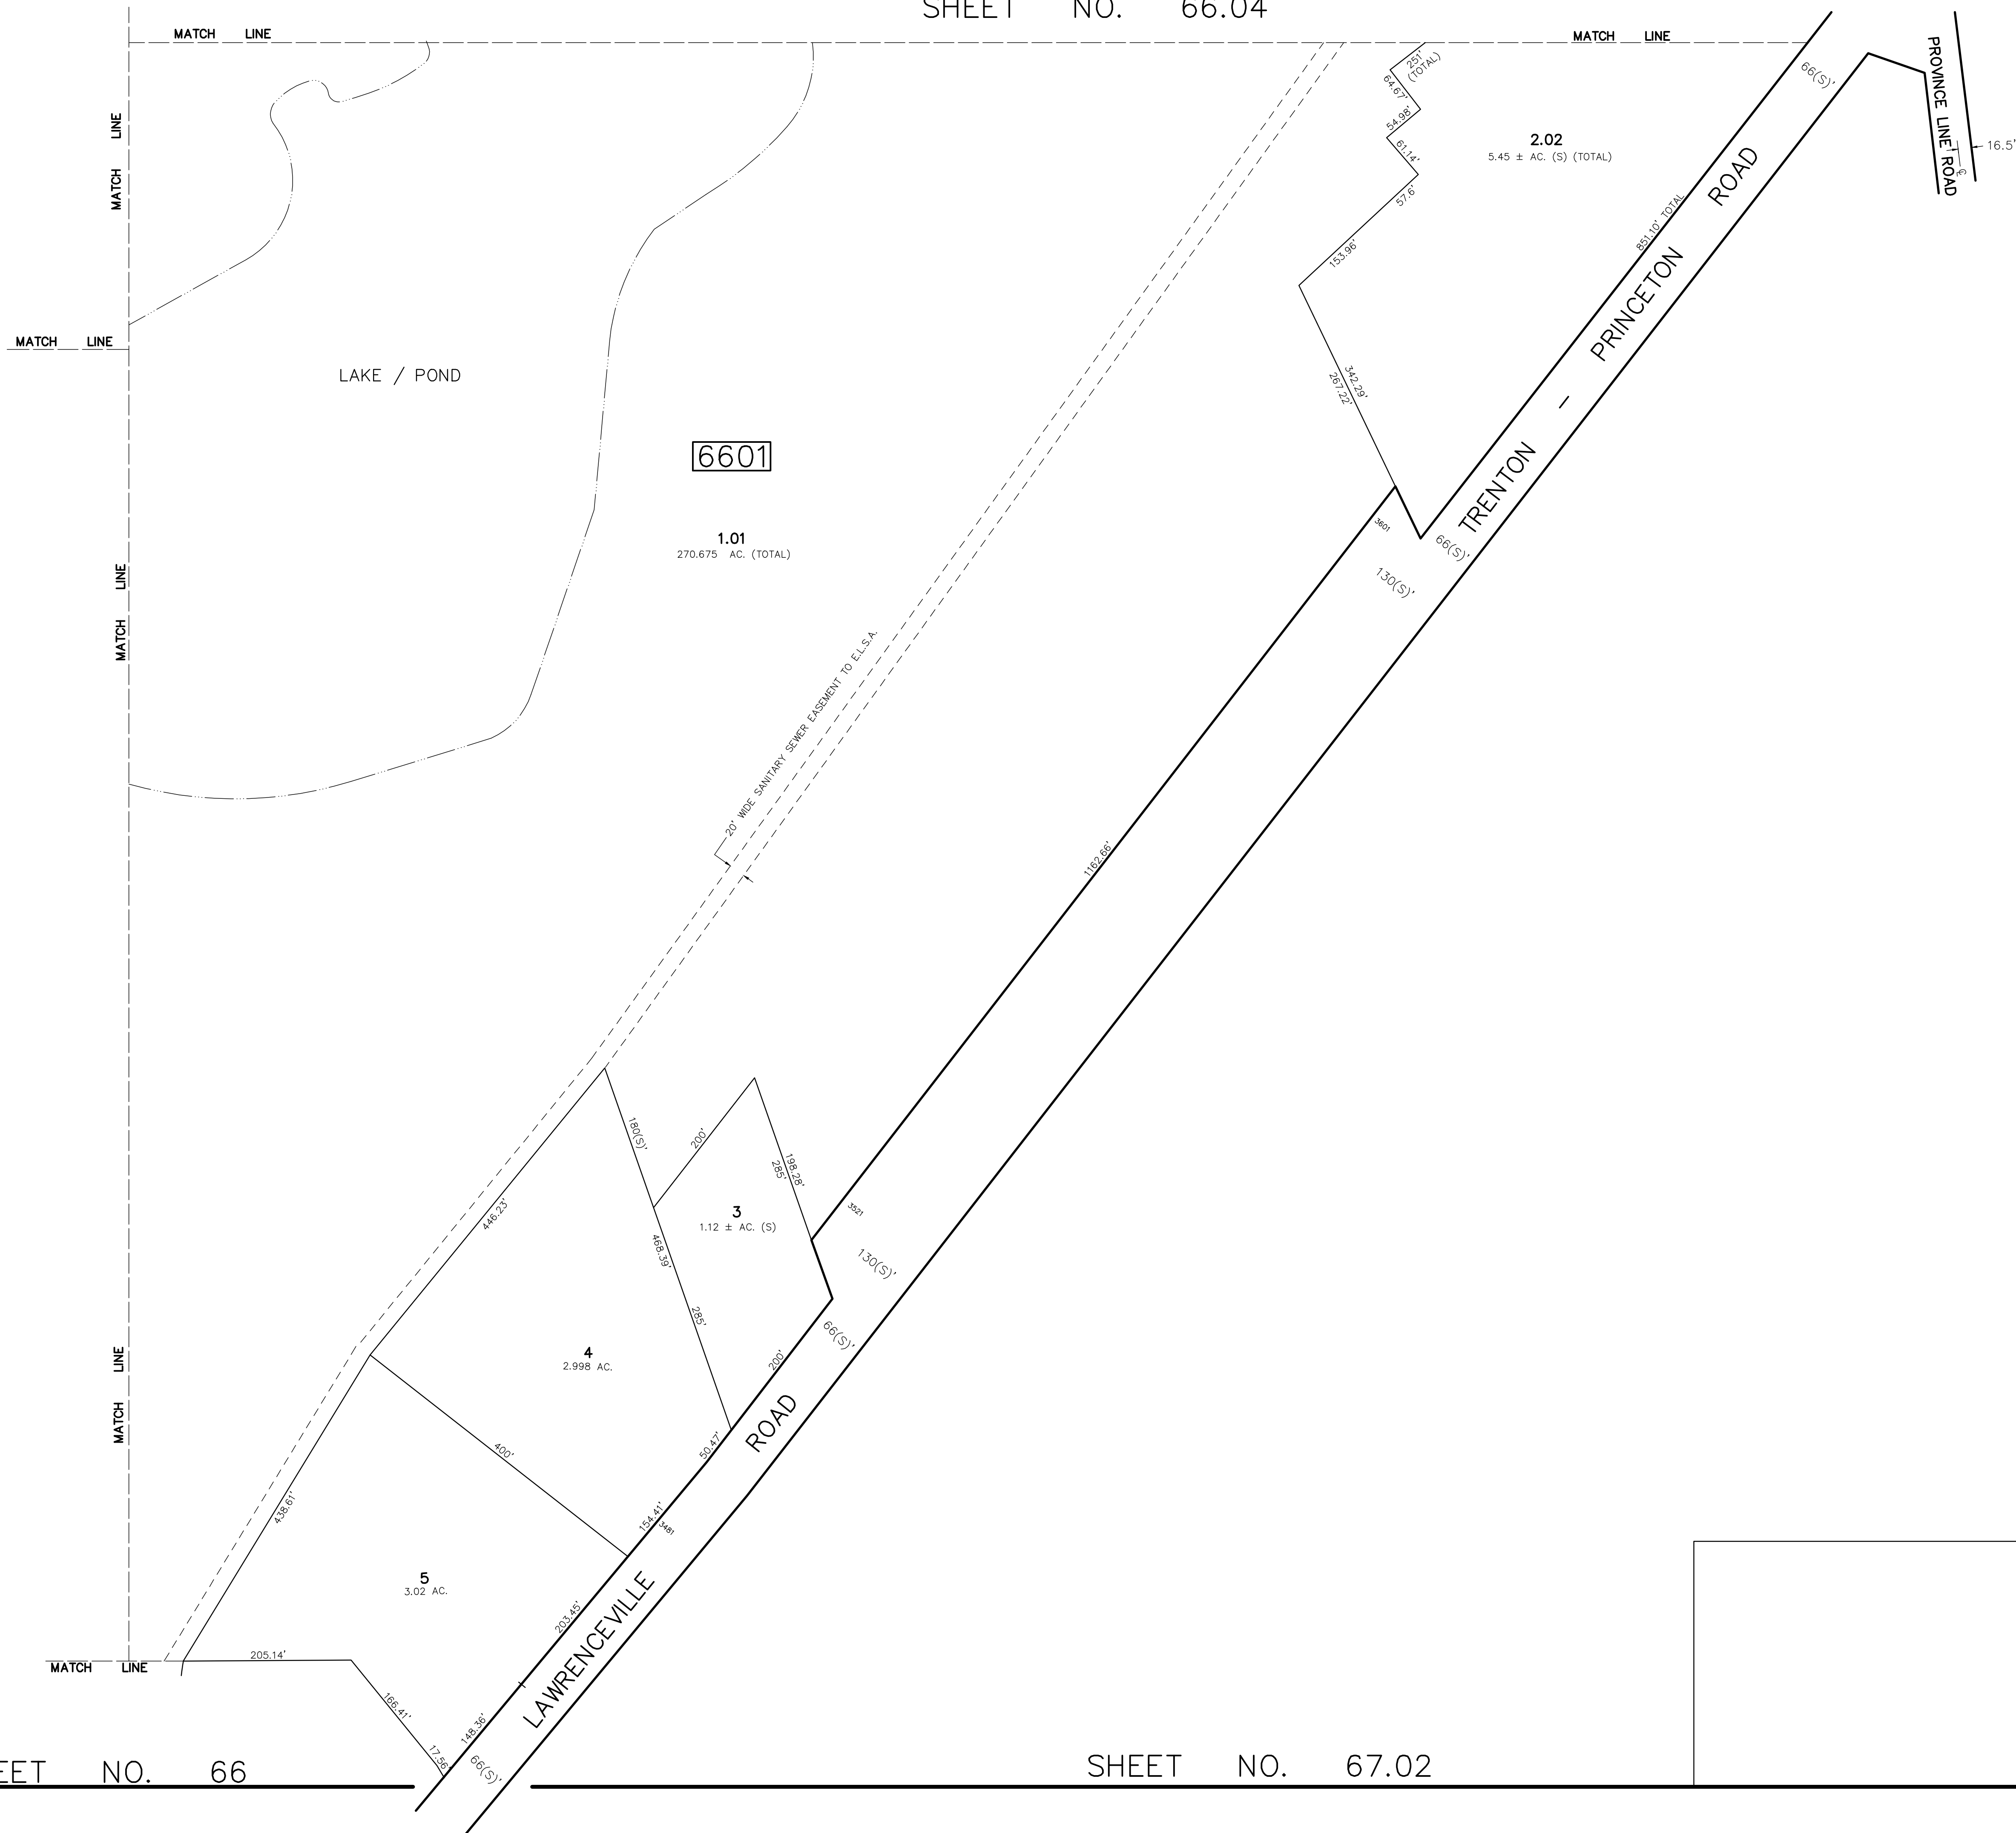 SHEET NO. 66.04
MATCH LINE
MATCH LINE
MATCH LINE
MATCH LINE
MATCH LINE
MATCH LINE
MATCH LINE
251'
(TOTAL)
64.67'
54.98'
61.14'
57.6'
153.96'
342.29'
267.22'
2.02
5.45 ± AC. (S) (TOTAL)
66(S)'
PROVINCE LINE ROAD
16.5'
851.10' TOTAL
TRENTON - PRINCETON ROAD
LAKE / POND
6601
1.01
270.675 AC. (TOTAL)
3601
66(S)'
130(S)'
20' WIDE SANITARY SEWER EASEMENT TO E.L.S.A.
1162.66'
180(S)'
200'
198.28'
285'
3
1.12 ± AC. (S)
3521
130(S)'
446.23'
468.39'
285'
66(S)'
200'
4
2.998 AC.
50.47'
400'
154.41'
3481
438.61'
5
3.02 AC.
203.45'
LAWRENCEVILLE ROAD
205.14'
166.41'
148.36'
17.56'
66(S)'
EET NO. 66
SHEET NO. 67.02